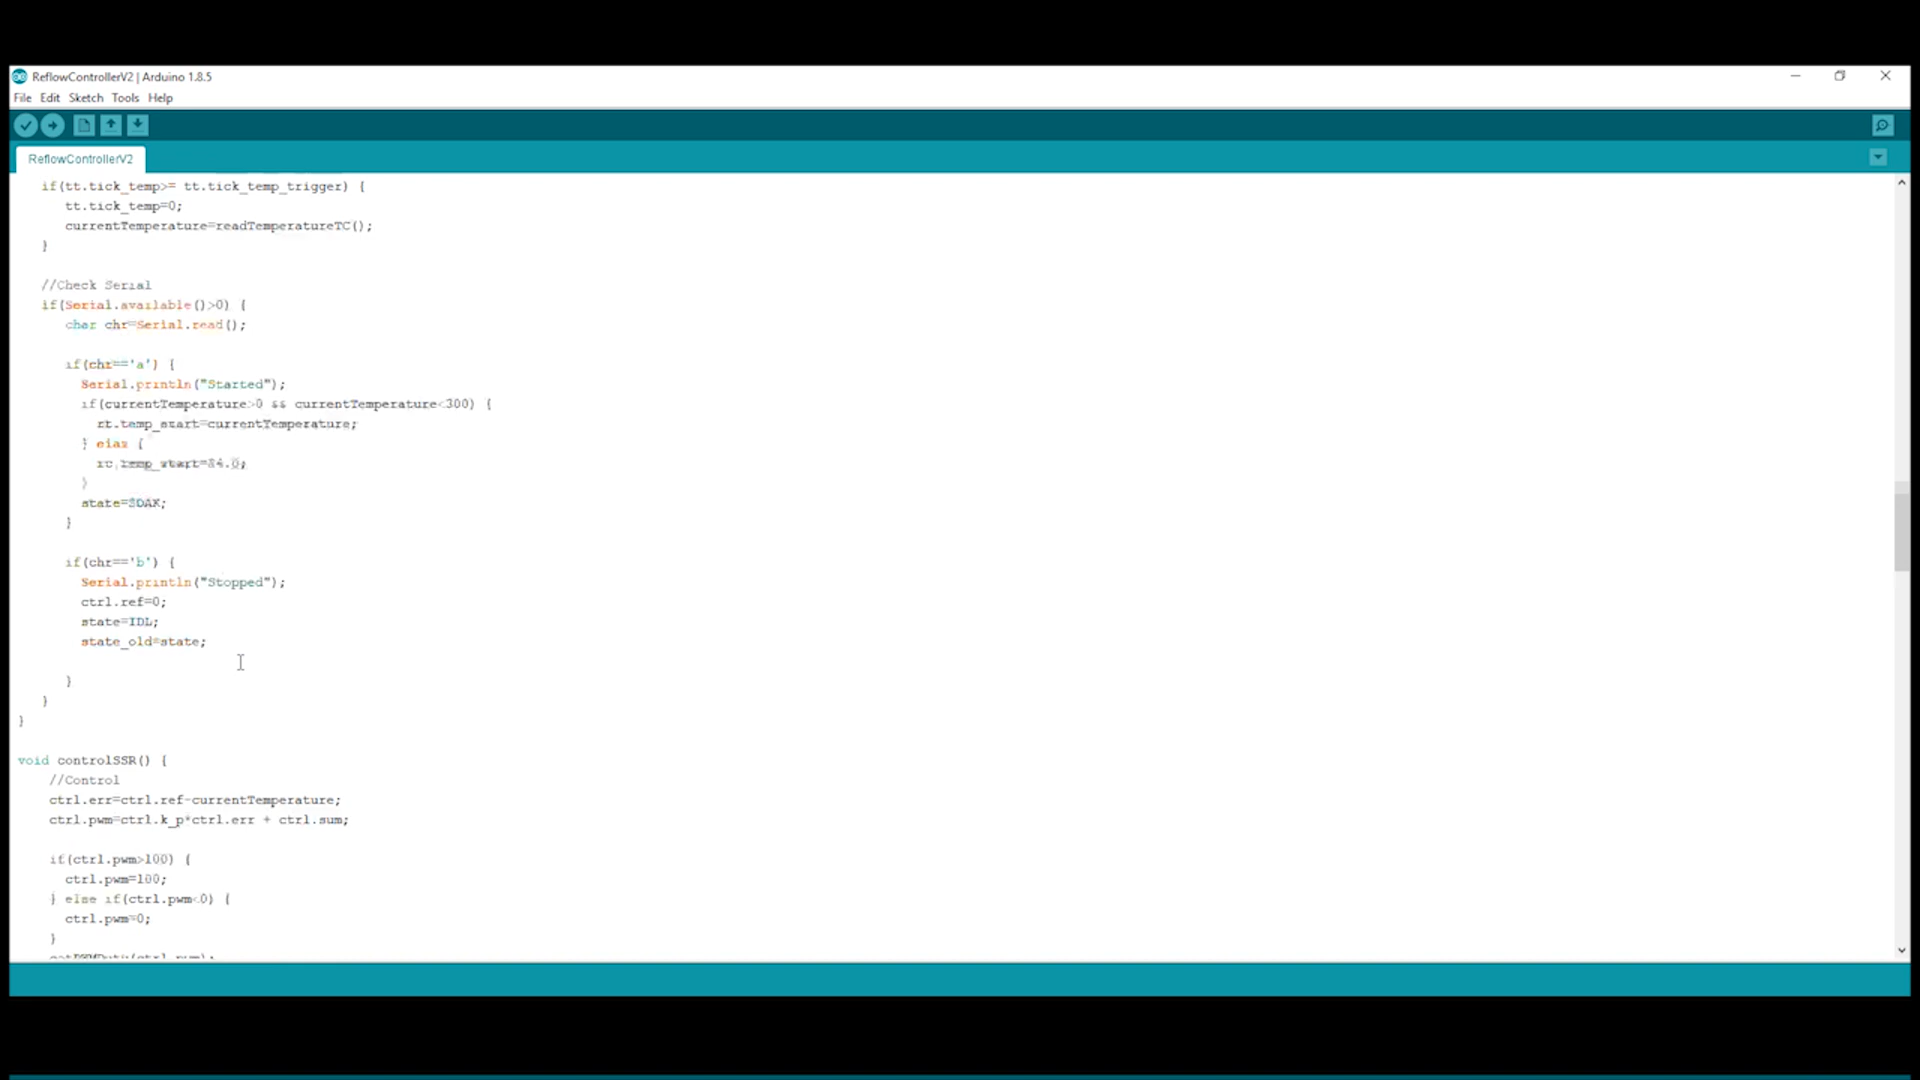 ReflowControllerV2 | Arduino 1.8.5
File Edit Sketch Tools Help
ReflowControllerV2
if(tt.tick_temp>= tt.tick_temp_trigger) {
tt.tick_temp=0;
currentTemperature=readTemperatureTC();
}
//Check Serial
if(Serial.available()>0) {
char chr=Serial.read();
if(chr=='a') {
Serial.println("Started");
if(currentTemperature>0 && currentTemperature<300) {
rt.temp_start=currentTemperature;
} else {
}
state=SOAK;
}
if(chr=='b') {
Serial.println("Stopped");
ctrl.ref=0;
state=IDL;
state_old=state;
}
}
}
void controlSSR() {
//Control
ctrl.err=ctrl.ref-currentTemperature;
ctrl.pwm=ctrl.k_p*ctrl.err + ctrl.sum;
if(ctrl.pwm>100) {
ctrl.pwm=100;
} else if(ctrl.pwm<0) {
ctrl.pwm=0;
}